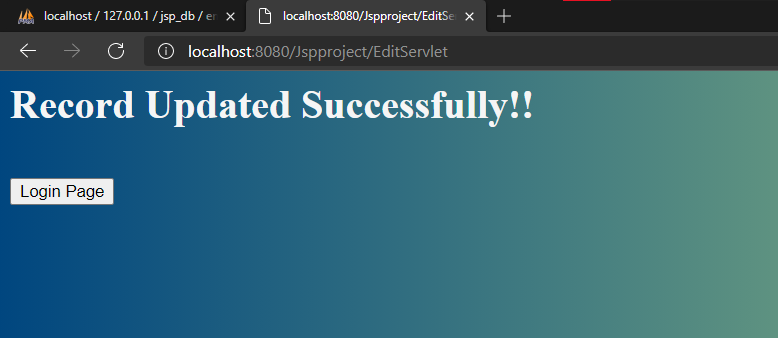 localhost / 127.0.0.1 / jsp_db / e
localhost:8080/Jspproject/EditSe
localhost:8080/Jspproject/EditServlet
Record Updated Successfully!!
Login Page